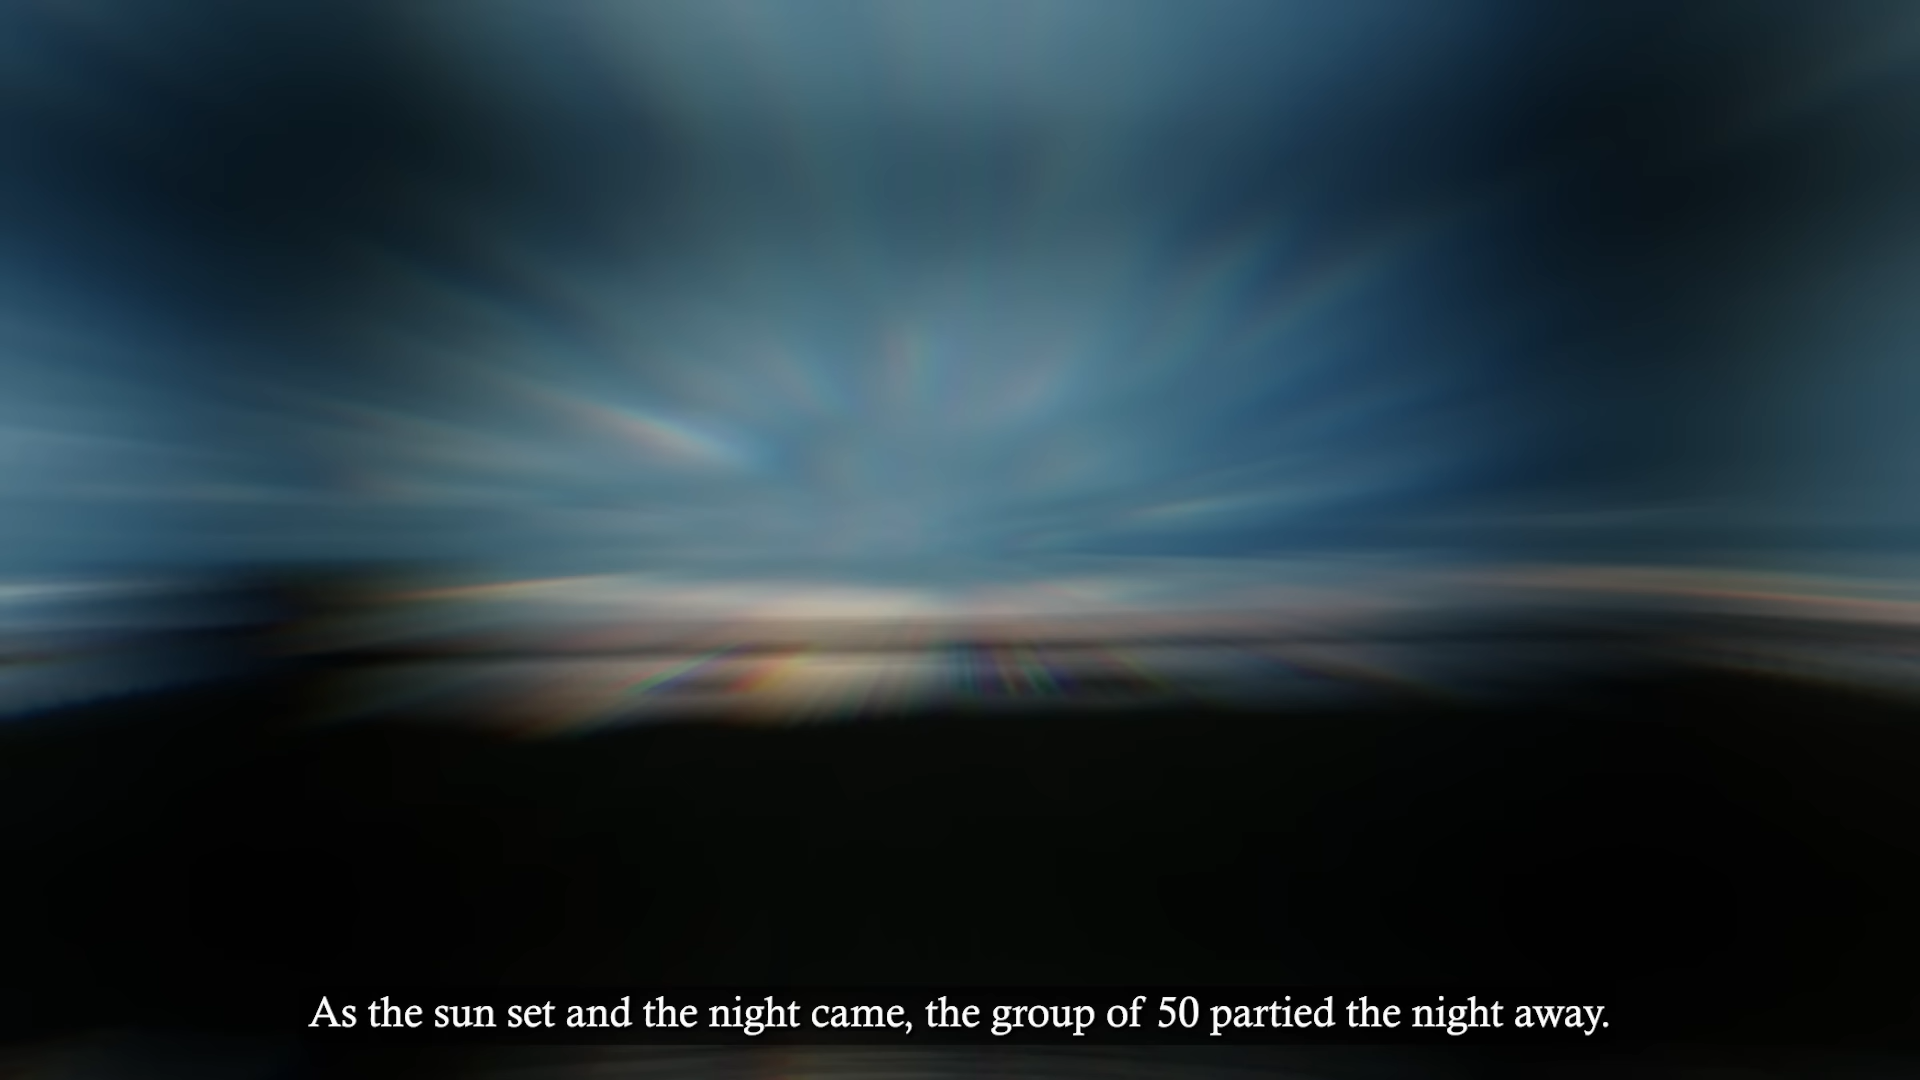 As the sun set and the night came, the group of 50 partied the night away.